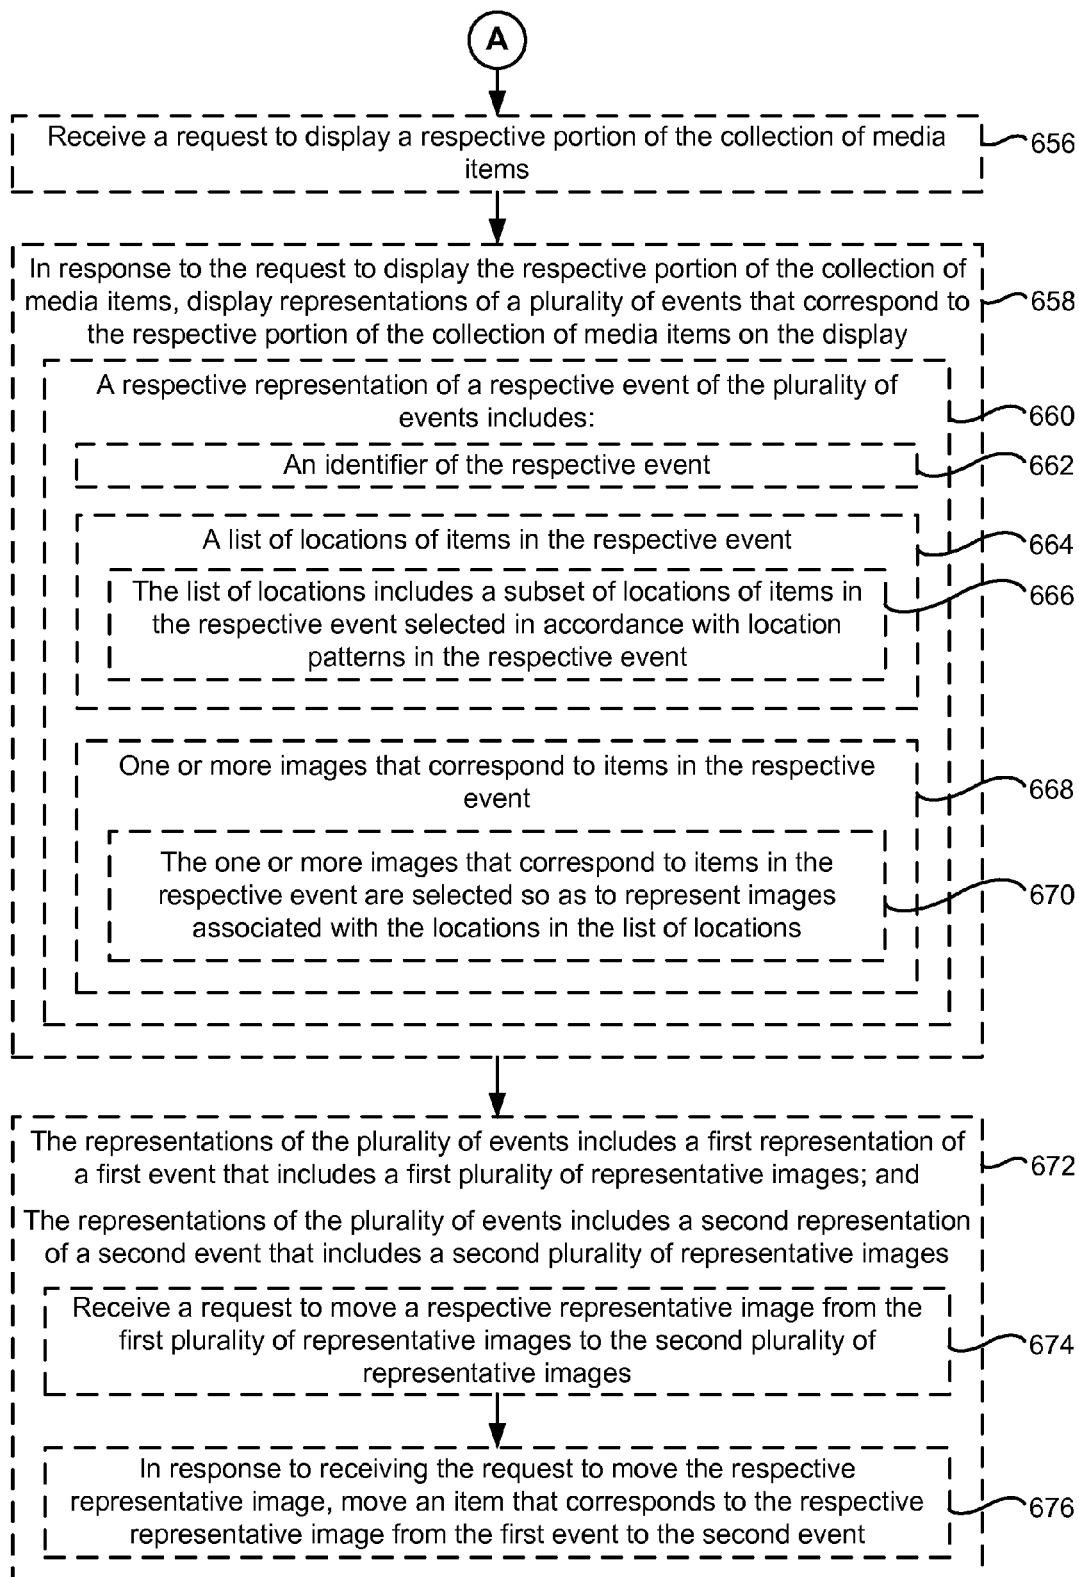 A
Receive a request to display a respective portion of the collection of media
items
656
In response to the request to display the respective portion of the collection of
media items, display representations of a plurality of events that correspond to
the respective portion of the collection of media items on the display
658
A respective representation of a respective event of the plurality of
events includes:
660
An identifier of the respective event
662
A list of locations of items in the respective event
664
The list of locations includes a subset of locations of items in
the respective event selected in accordance with location
patterns in the respective event
666
One or more images that correspond to items in the respective
event
668
The one or more images that correspond to items in the
respective event are selected so as to represent images
associated with the locations in the list of locations
670
The representations of the plurality of events includes a first representation of
a first event that includes a first plurality of representative images; and
672
The representations of the plurality of events includes a second representation
of a second event that includes a second plurality of representative images
Receive a request to move a respective representative image from the
first plurality of representative images to the second plurality of
representative images
674
In response to receiving the request to move the respective
representative image, move an item that corresponds to the respective
representative image from the first event to the second event
676